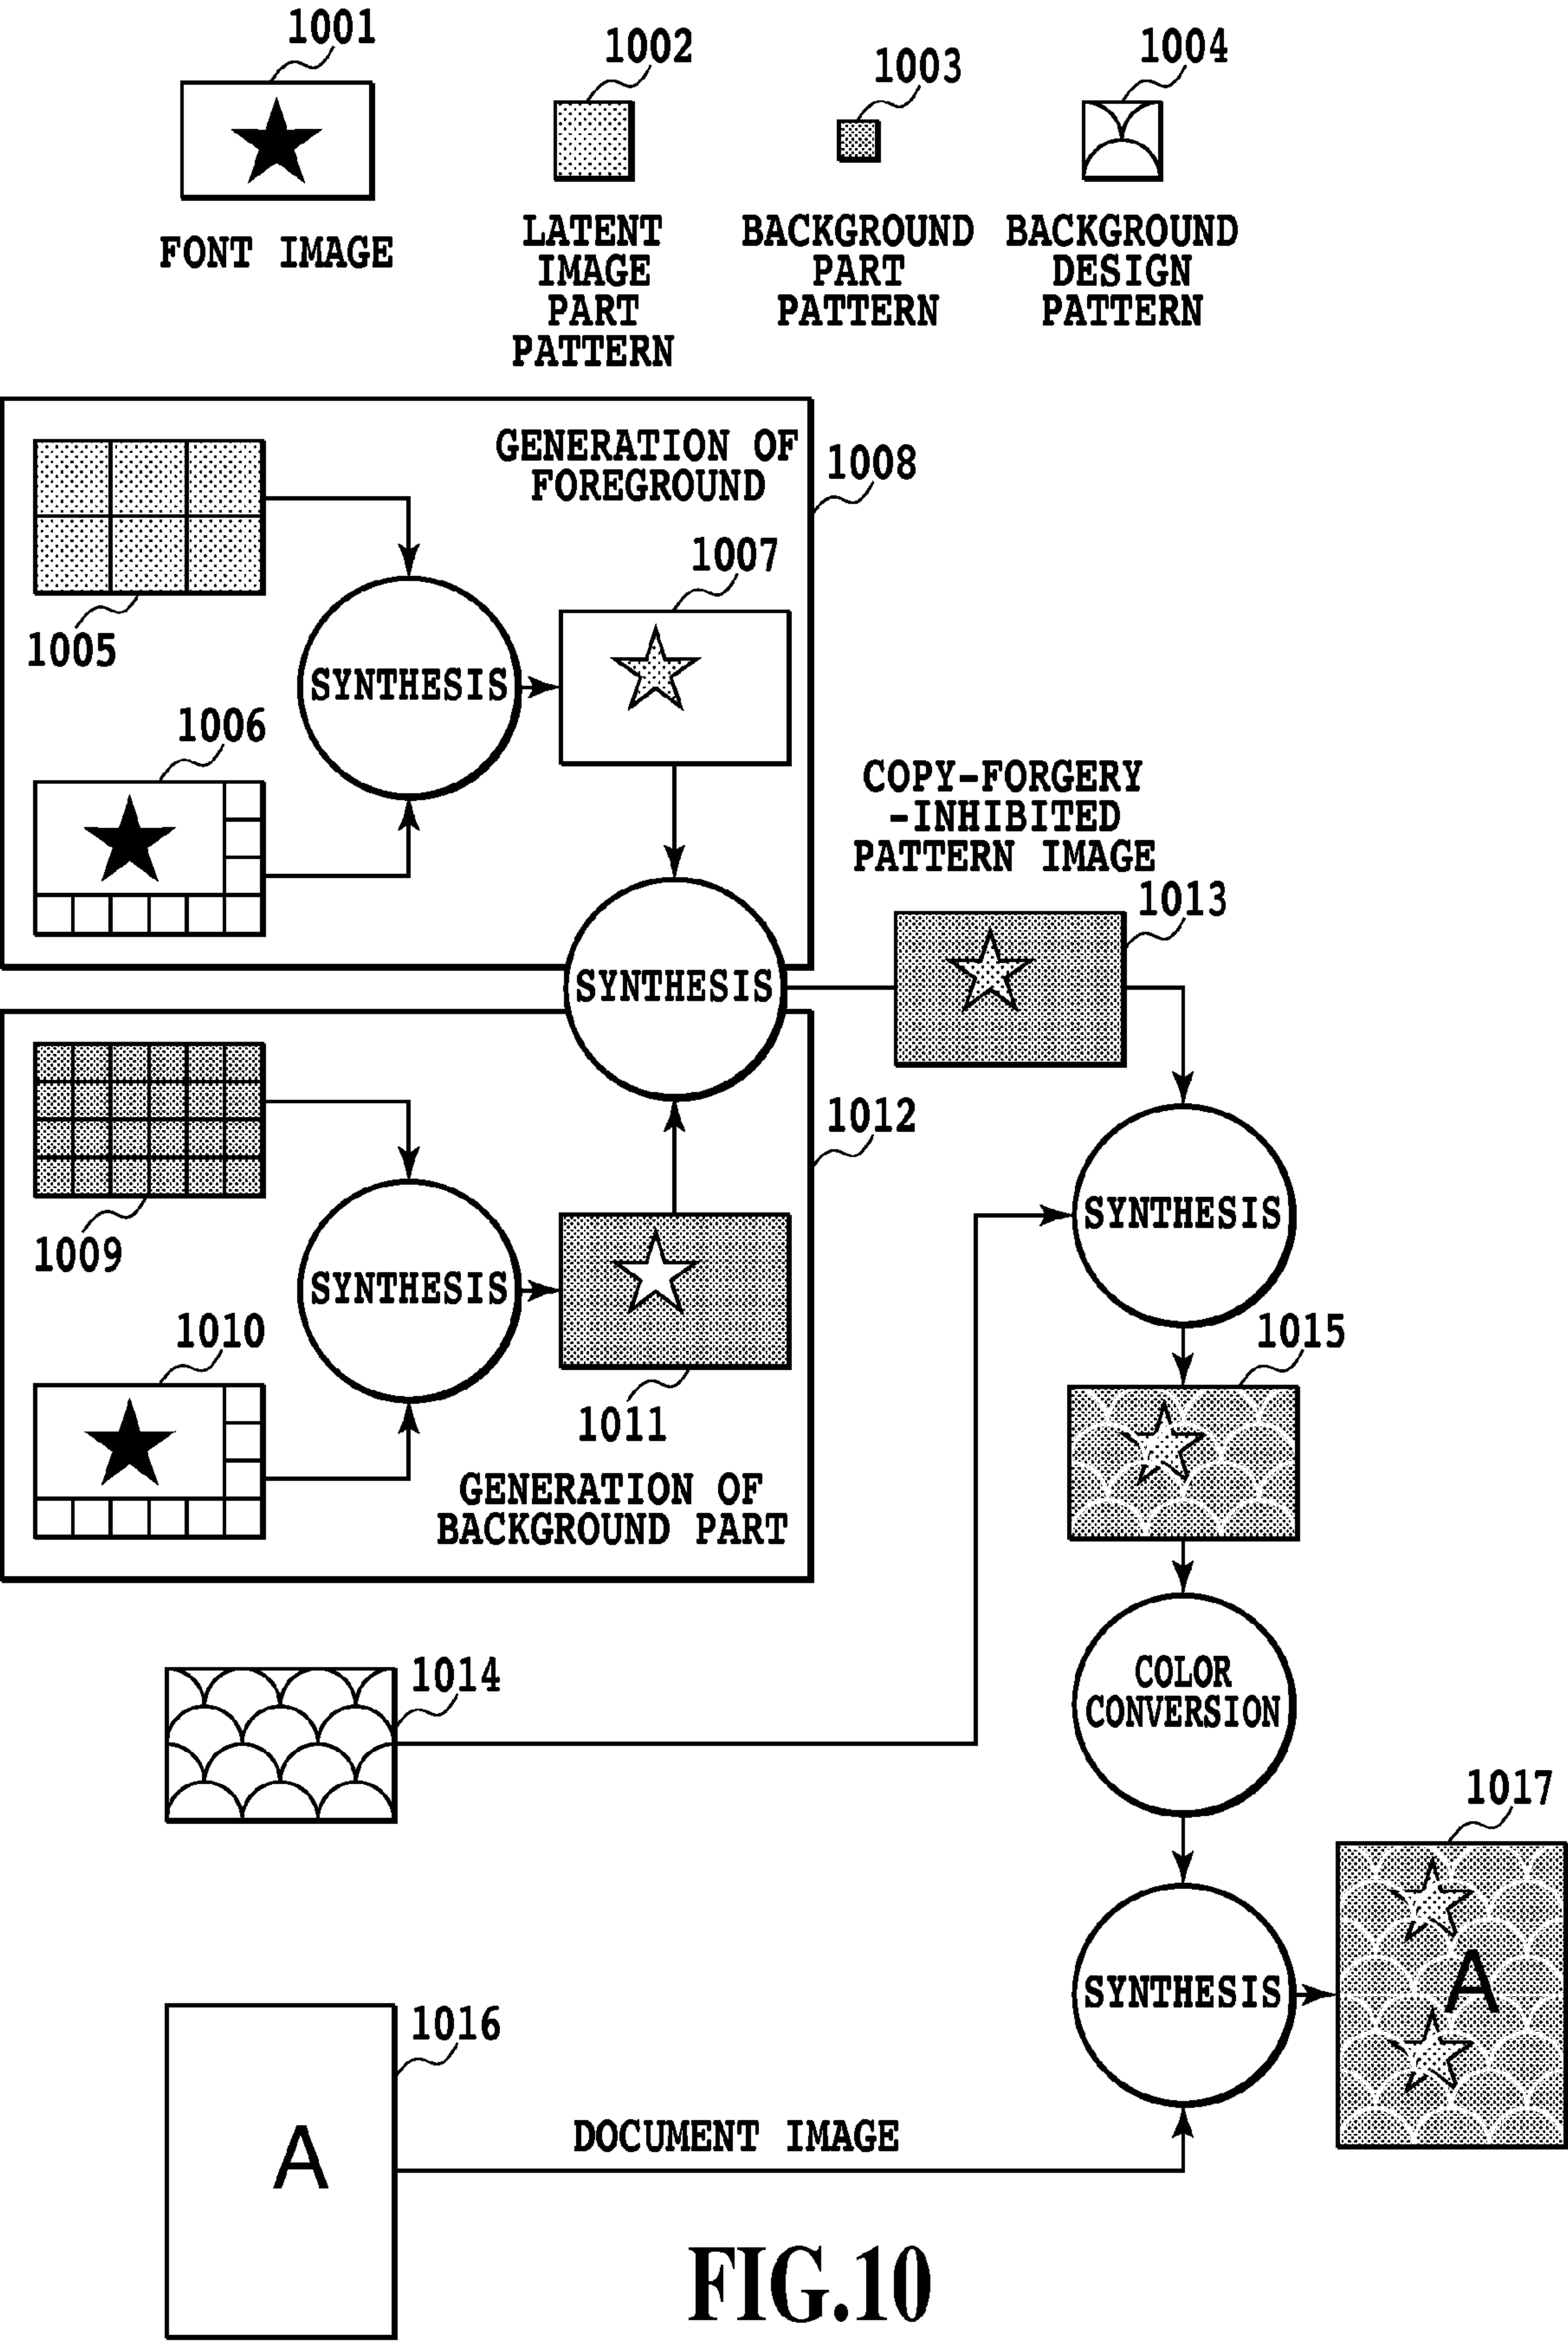 1001
1002
1003
1004
FONT IMAGE
LATENT
IMAGE
PART
PATTERN
BACKGROUND
PART
PATTERN
BACKGROUND
DESIGN
PATTERN
GENERATION OF
FOREGROUND
1008
1005
1007
SYNTHESIS
1006
COPY-FORGERY
-INHIBITED
PATTERN IMAGE
1013
SYNTHESIS
1012
1009
SYNTHESIS
SYNTHESIS
1010
1011
1015
GENERATION OF
BACKGROUND PART
1014
COLOR
CONVERSION
1017
SYNTHESIS
A
1016
A
DOCUMENT IMAGE
FIG.10